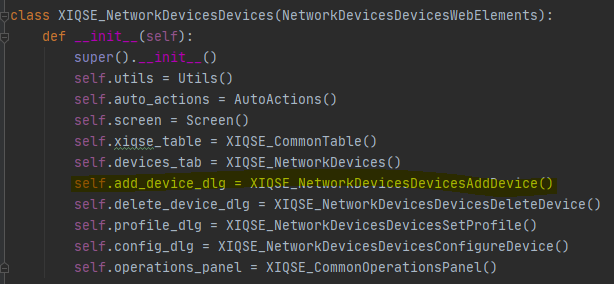 class XIQSE_NetworkDevicesDevices(NetworkDevicesDevicesWebElements):
def __init__(self):
super().__init__()
self.utils = Utils()
self.auto_actions = AutoActions()
self.screen = Screen()
self.xiqse_table = XIQSE_CommonTable()
self.devices_tab = XIQSE_NetworkDevices()
self.add_device_dlg = XIQSE_NetworkDevicesDevicesAddDevice()
self.delete_device_dlg = XIQSE_NetworkDevicesDevicesDeleteDevice()
self.profile_dlg = XIQSE_NetworkDevicesDevicesSetProfile()
self.config_dlg = XIQSE_NetworkDevicesDevicesConfigureDevice()
self.operations_panel = XIQSE_CommonOperationsPanel()